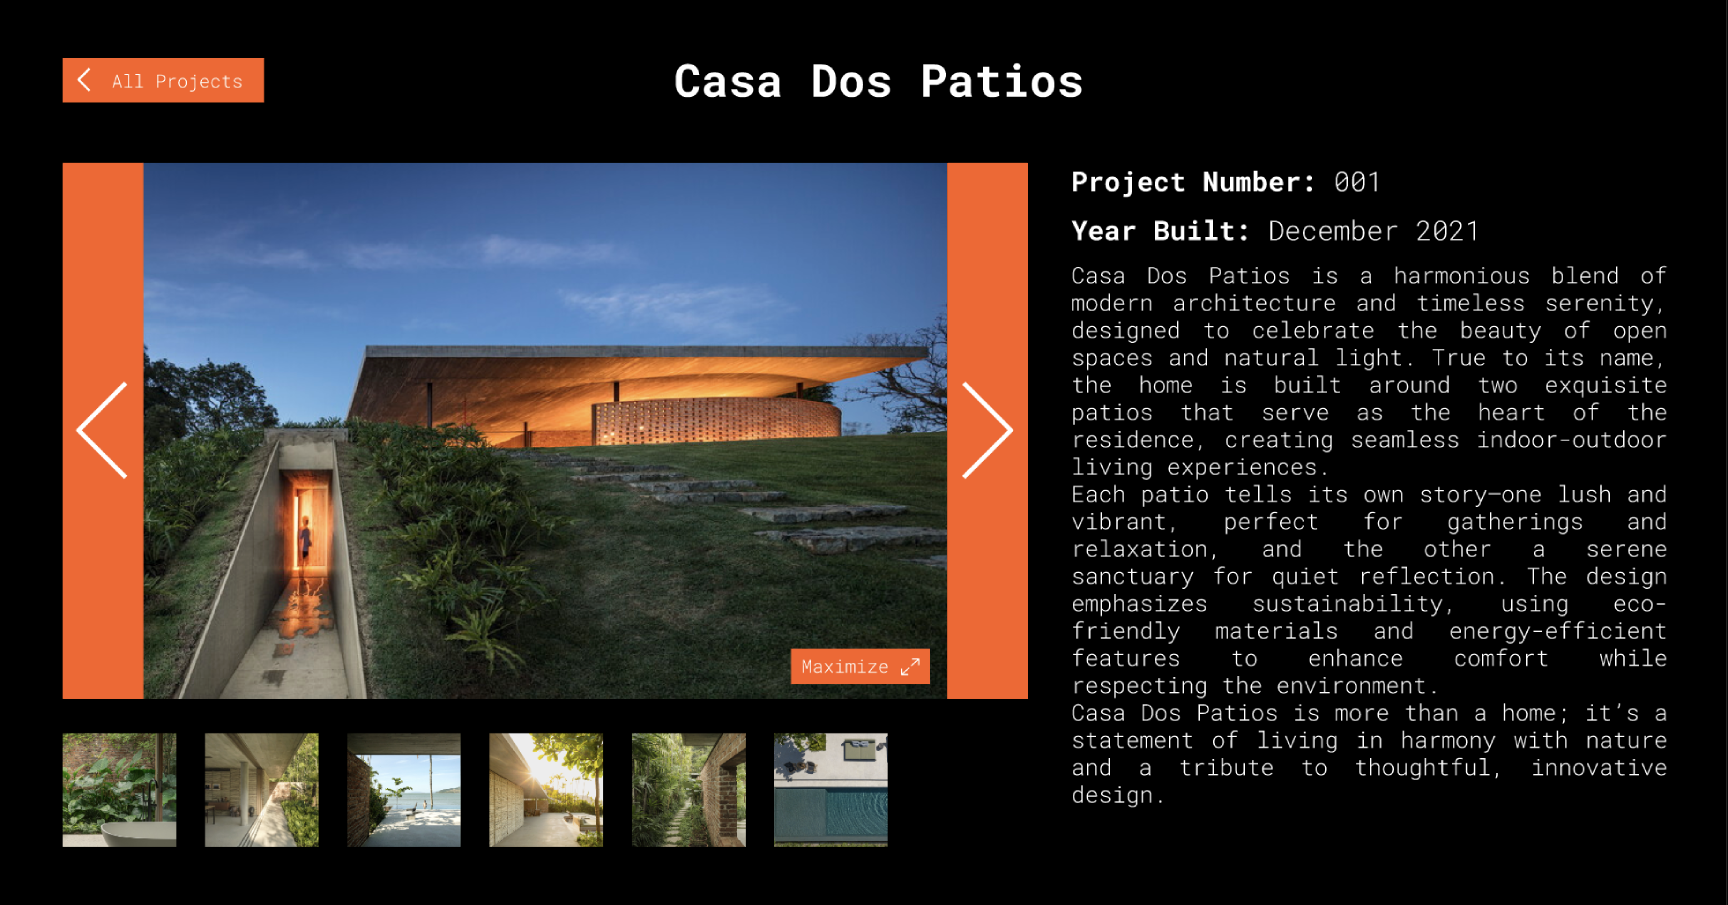 All Projects
Casa Dos Patios
Project Number: 001
Year Built: December 2021
Casa Dos Patios is a harmonious blend of
modern architecture and timeless serenity,
designed to celebrate the beauty of open
spaces and natural light. True to its name,
the home is built around two exquisite
patios that serve as the heart of the
residence, creating seamless indoor-outdoor
living experiences.
Each patio tells its own story—one lush and
vibrant, perfect for gatherings and
relaxation, and the other a serene
sanctuary for quiet reflection. The design
emphasizes sustainability, using eco-
friendly materials and energy-efficient
features to enhance comfort while
respecting the environment.
Casa Dos Patios is more than a home; it’s a
statement of living in harmony with nature
and a tribute to thoughtful, innovative
design.
Maximize